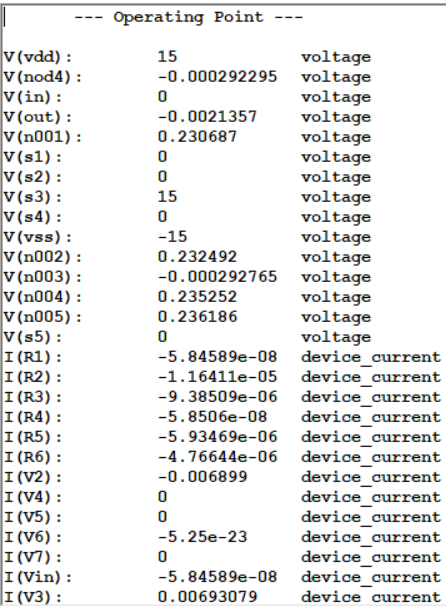 --- Operating Point ---
V(vdd): 15 voltage
V(nod4): -0.000292295 voltage
V(in): 0 voltage
V(out): -0.0021357 voltage
V(n001): 0.230687 voltage
V(s1): 0 voltage
V(s2): 0 voltage
V(s3): 15 voltage
V(s4): 0 voltage
V(vss): -15 voltage
V(n002): 0.232492 voltage
V(n003): -0.000292765 voltage
V(n004): 0.235252 voltage
V(n005): 0.236186 voltage
V(s5): 0 voltage
I(R1): -5.84589e-08 device_current
I(R2): -1.16411e-05 device_current
I(R3): -9.38509e-06 device_current
I(R4): -5.8506e-08 device_current
I(R5): -5.93469e-06 device_current
I(R6): -4.76644e-06 device_current
I(V2): -0.006899 device_current
I(V4): 0 device_current
I(V5): 0 device_current
I(V6): -5.25e-23 device_current
I(V7): 0 device_current
I(Vin): -5.84589e-08 device_current
I(V3): 0.00693079 device_current